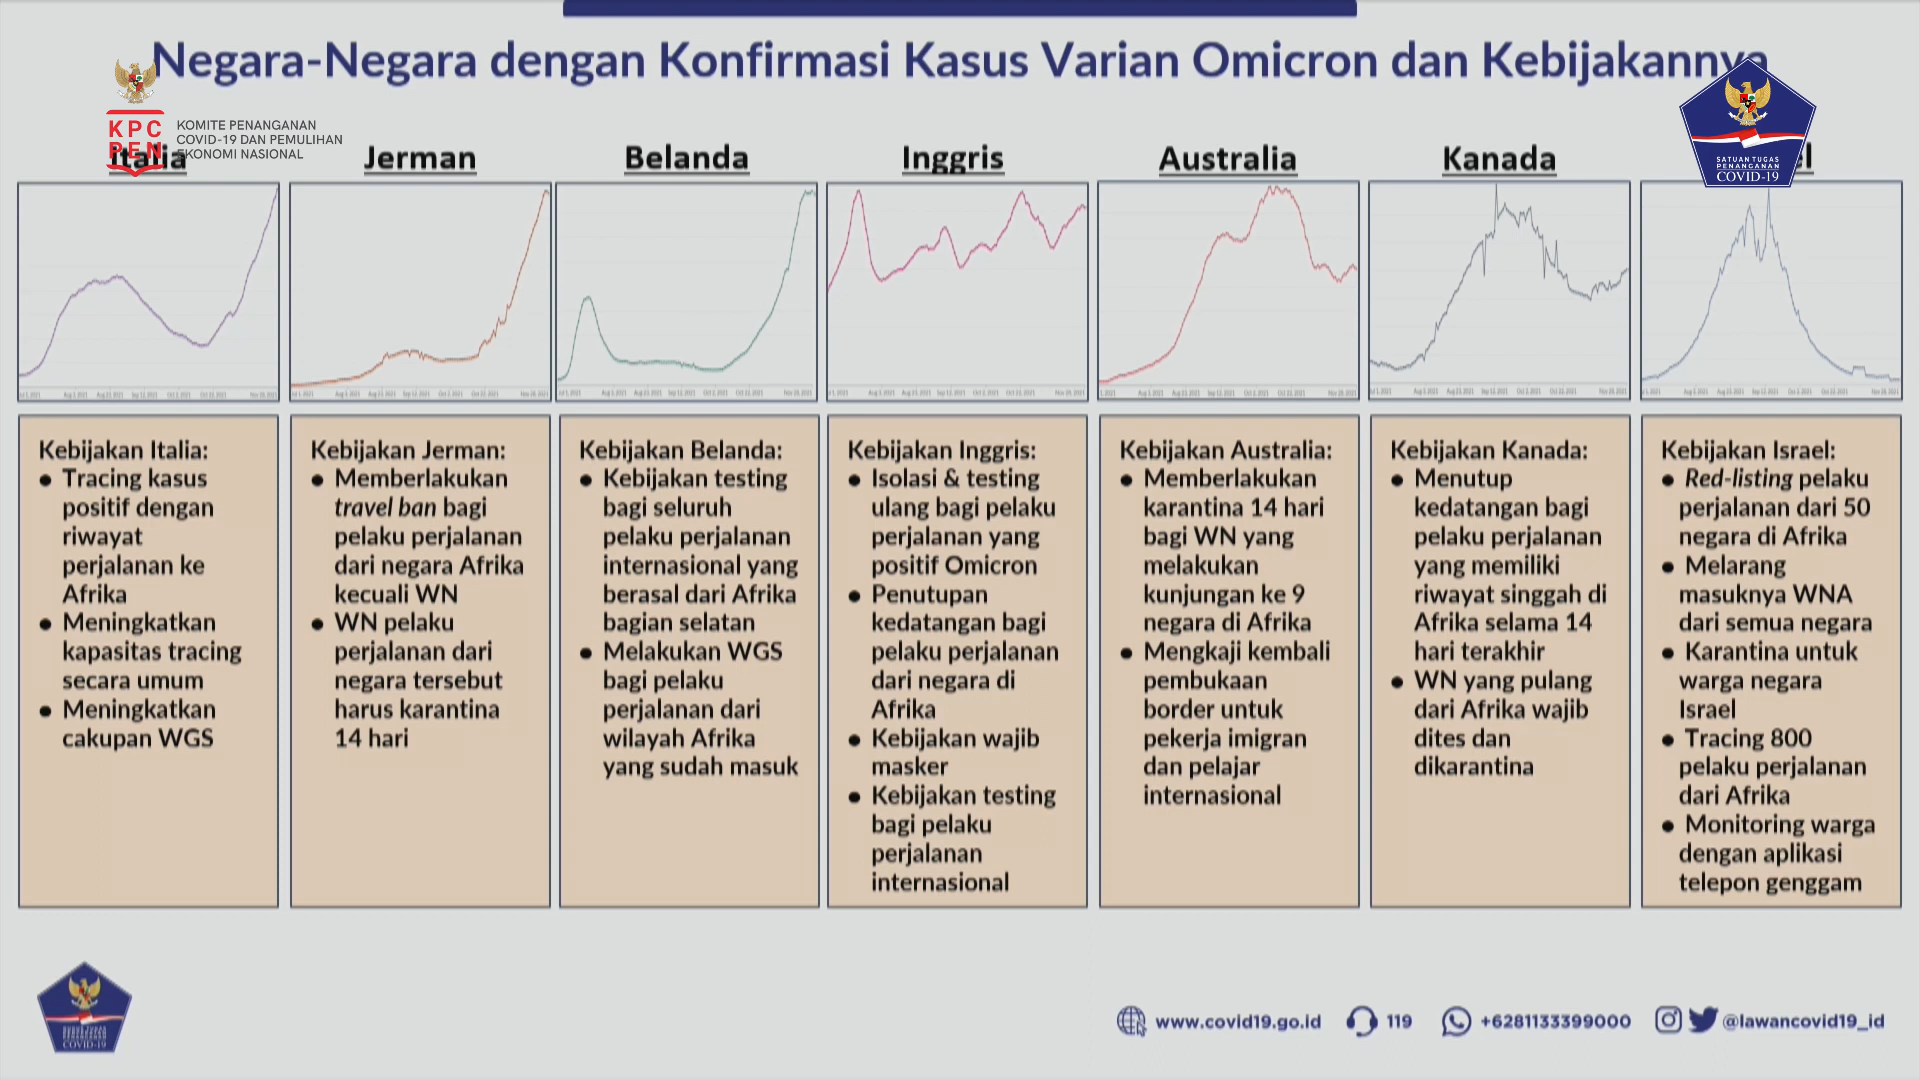 Negara-Negara dengan Konfirmasi Kasus Varian Omicron dan Kebijakannya
KPC
PEN
KOMITE PENANGANAN
COVID-19 DAN PEMULIHAN
EKONOMI NASIONAL
SATUAN TUGAS
PENANGANAN
COVID-19
Italia
Jerman
Belanda
Inggris
Australia
Kanada
Kebijakan Italia:
• Tracing kasus
positif dengan
riwayat
perjalanan ke
Afrika
• Meningkatkan
kapasitas tracing
secara umum
• Meningkatkan
cakupan WGS
Kebijakan Jerman:
• Memberlakukan
travel ban bagi
pelaku perjalanan
dari negara Afrika
kecuali WN
• WN pelaku
perjalanan dari
negara tersebut
harus karantina
14 hari
Kebijakan Belanda:
• Kebijakan testing
bagi seluruh
pelaku perjalanan
internasional yang
berasal dari Afrika
bagian selatan
• Melakukan WGS
bagi pelaku
perjalanan dari
wilayah Afrika
yang sudah masuk
Kebijakan Inggris:
• Isolasi & testing
ulang bagi pelaku
perjalanan yang
positif Omicron
• Penutupan
kedatangan bagi
pelaku perjalanan
dari negara di
Afrika
• Kebijakan wajib
masker
• Kebijakan testing
bagi pelaku
perjalanan
internasional
Kebijakan Australia:
• Memberlakukan
karantina 14 hari
bagi WN yang
melakukan
kunjungan ke 9
negara di Afrika
• Mengkaji kembali
pembukaan
border untuk
pekerja imigran
dan pelajar
internasional
Kebijakan Kanada:
• Menutup
kedatangan bagi
pelaku perjalanan
yang memiliki
riwayat singgah di
Afrika selama 14
hari terakhir
• WN yang pulang
dari Afrika wajib
dites dan
dikarantina
Kebijakan Israel:
• Red-listing pelaku
perjalanan dari 50
negara di Afrika
• Melarang
masuknya WNA
dari semua negara
• Karantina untuk
warga negara
Israel
• Tracing 800
pelaku perjalanan
dari Afrika
• Monitoring warga
dengan aplikasi
telepon genggam
COVID-19
www.covid19.go.id
119
+6281133399000
@lawancovid19_id